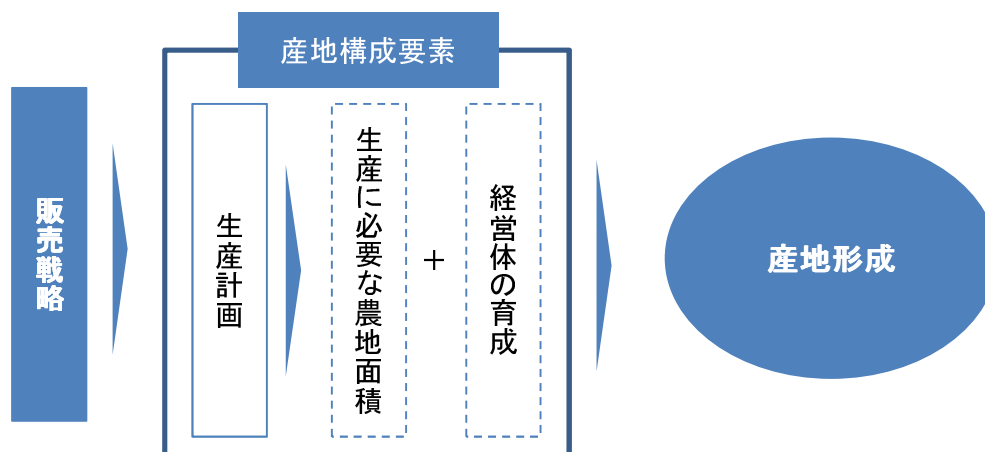 産地構成要素
販売戦略
生産計画
生産に必要な農地面積
+
経営体の育成
産地形成